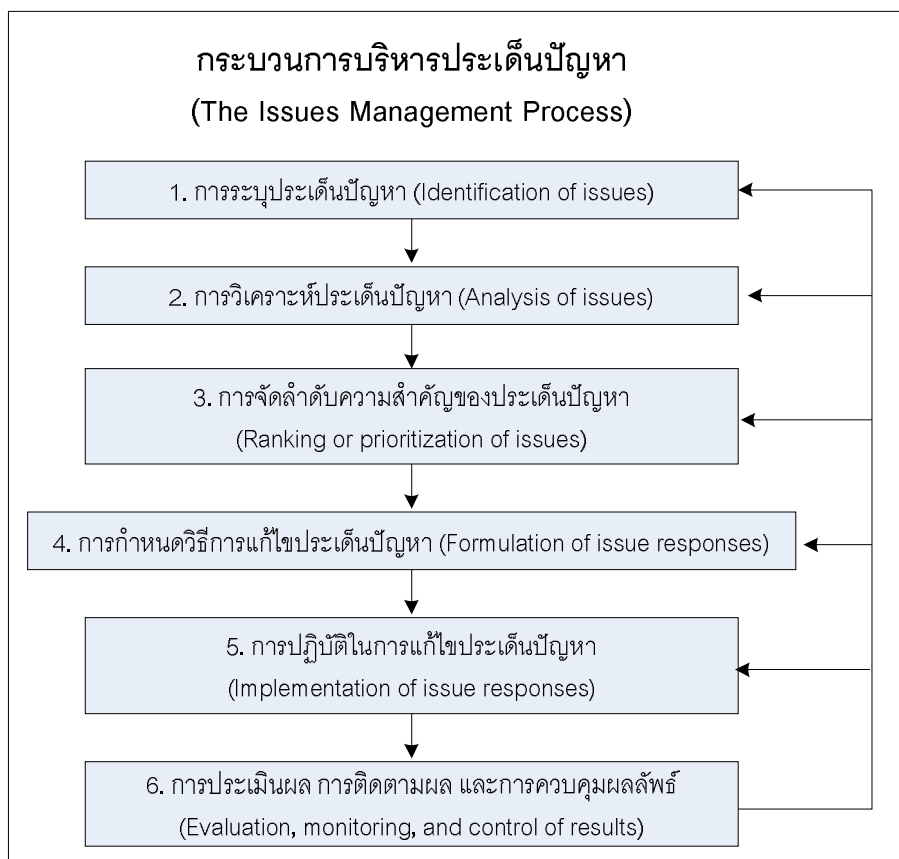 กระบวนการบริหารประเด็นปัญหา
(The Issues Management Process)
1. การระบุประเด็นปัญหา (Identification of issues)
2. การวิเคราะห์ประเด็นปัญหา (Analysis of issues)
3. การจัดลำดับความสำคัญของประเด็นปัญหา
(Ranking or prioritization of issues)
4. การกำหนดวิธีการแก้ไขประเด็นปัญหา (Formulation of issue responses)
5. การปฏิบัติในการแก้ไขประเด็นปัญหา
(Implementation of issue responses)
6. การประเมินผล การติดตามผล และการควบคุมผลลัพธ์
(Evaluation, monitoring, and control of results)